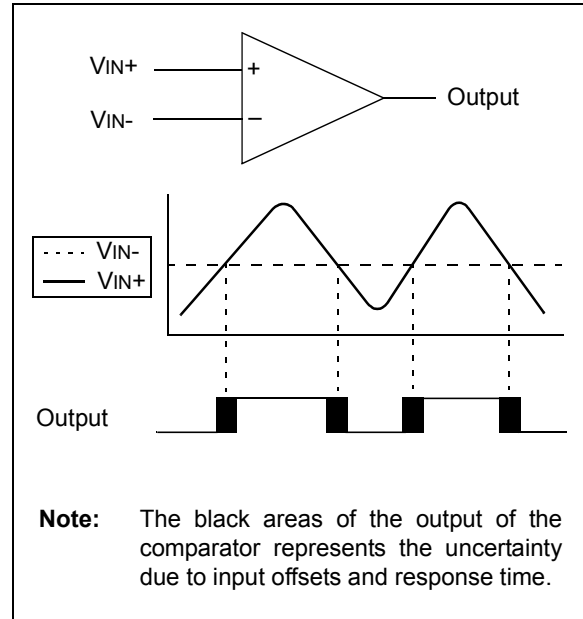 VIN+
+
Output
VIN-
–
VIN-
VIN+
Output
Note: The black areas of the output of the
comparator represents the uncertainty
due to input offsets and response time.